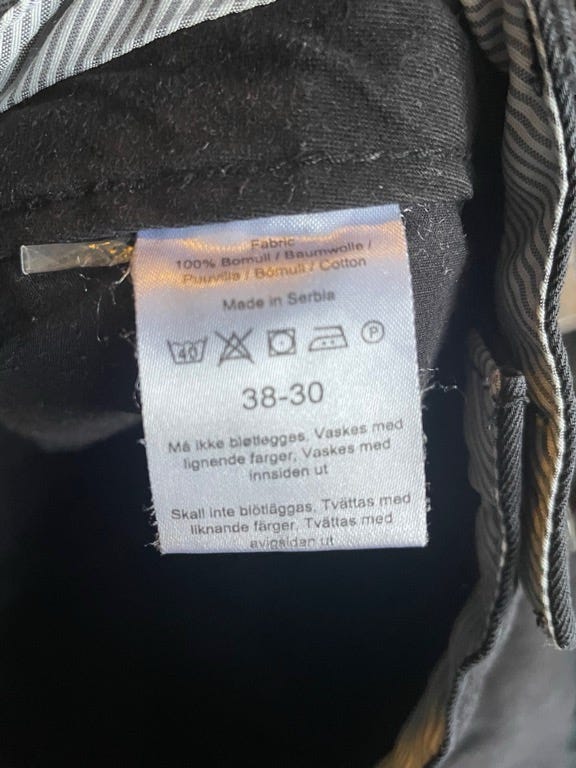 Fabric
100% Bomull / Baumwolle /
Puuvilla / Bómull / Cotton
Made in Serbia
40 P
38-30
Må ikke bløtlegges, Vaskes med
lignende farger, Vaskes med
innsiden ut
Skall inte blötläggas, Tvättas med
liknande färger, Tvättas med
avigsidan ut